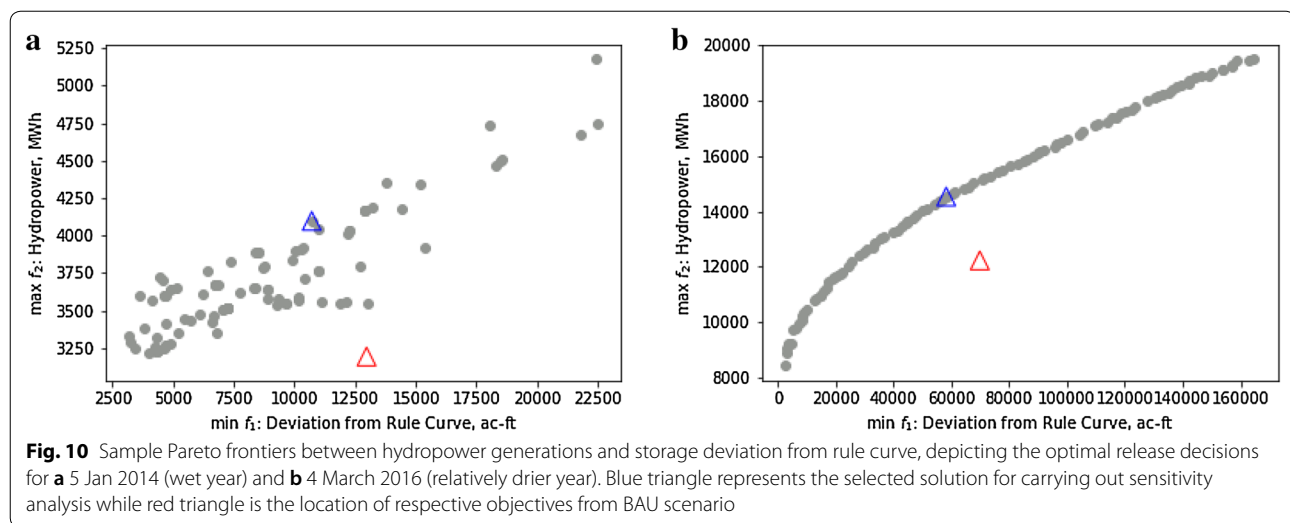 a
5250
5000
4750
4500
4250
4000
3750
3500
3250
max f₂: Hydropower, MWh
2500 5000 7500 10000 12500 15000 17500 20000 22500
min f₁: Deviation from Rule Curve, ac-ft
b
20000
18000
16000
14000
12000
10000
8000
max f₂: Hydropower, MWh
0 20000 40000 60000 80000 100000 120000 140000 160000
min f₁: Deviation from Rule Curve, ac-ft
Fig. 10 Sample Pareto frontiers between hydropower generations and storage deviation from rule curve, depicting the optimal release decisions
for a 5 Jan 2014 (wet year) and b 4 March 2016 (relatively drier year). Blue triangle represents the selected solution for carrying out sensitivity
analysis while red triangle is the location of respective objectives from BAU scenario